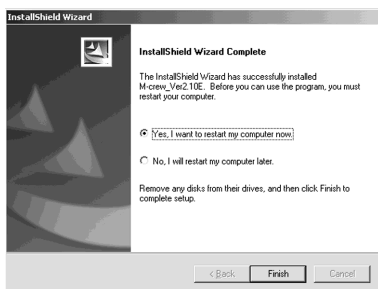 InstallShield Wizard
InstallShield Wizard Complete
The InstallShield Wizard has successfully installed
M-crew_Ver2.10E. Before you can use the program, you must
restart your computer.
Yes, I want to restart my computer now.
No, I will restart my computer later.
Remove any disks from their drives, and then click Finish to
complete setup.
< Back
Finish
Cancel